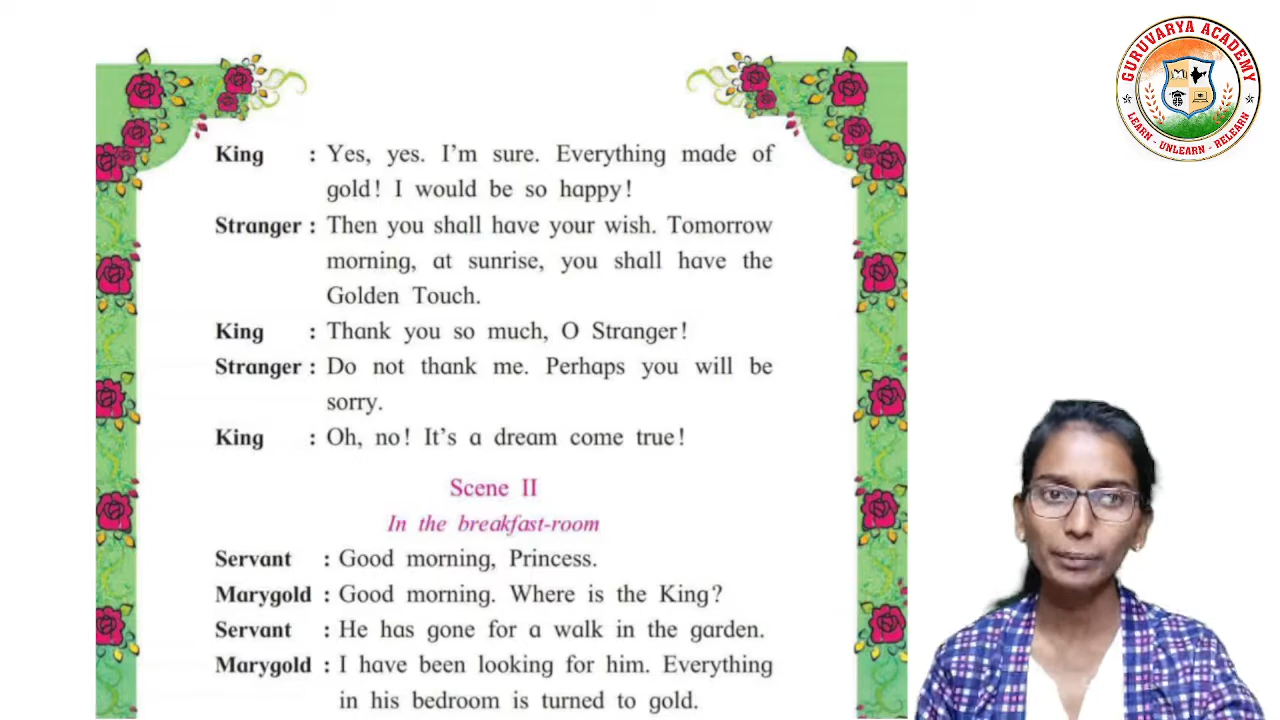 King : Yes, yes. I'm sure. Everything made of
gold! I would be so happy!
Stranger : Then you shall have your wish. Tomorrow
morning, at sunrise, you shall have the
Golden Touch.
King : Thank you so much, O Stranger!
Stranger : Do not thank me. Perhaps you will be
sorry.
King : Oh, no! It's a dream come true!
Scene II
In the breakfast-room
Servant : Good morning, Princess.
Marygold : Good morning. Where is the King?
Servant : He has gone for a walk in the garden.
Marygold : I have been looking for him. Everything
in his bedroom is turned to gold.
GURUVARYA ACADEMY
LEARN - UNLEARN - RELEARN